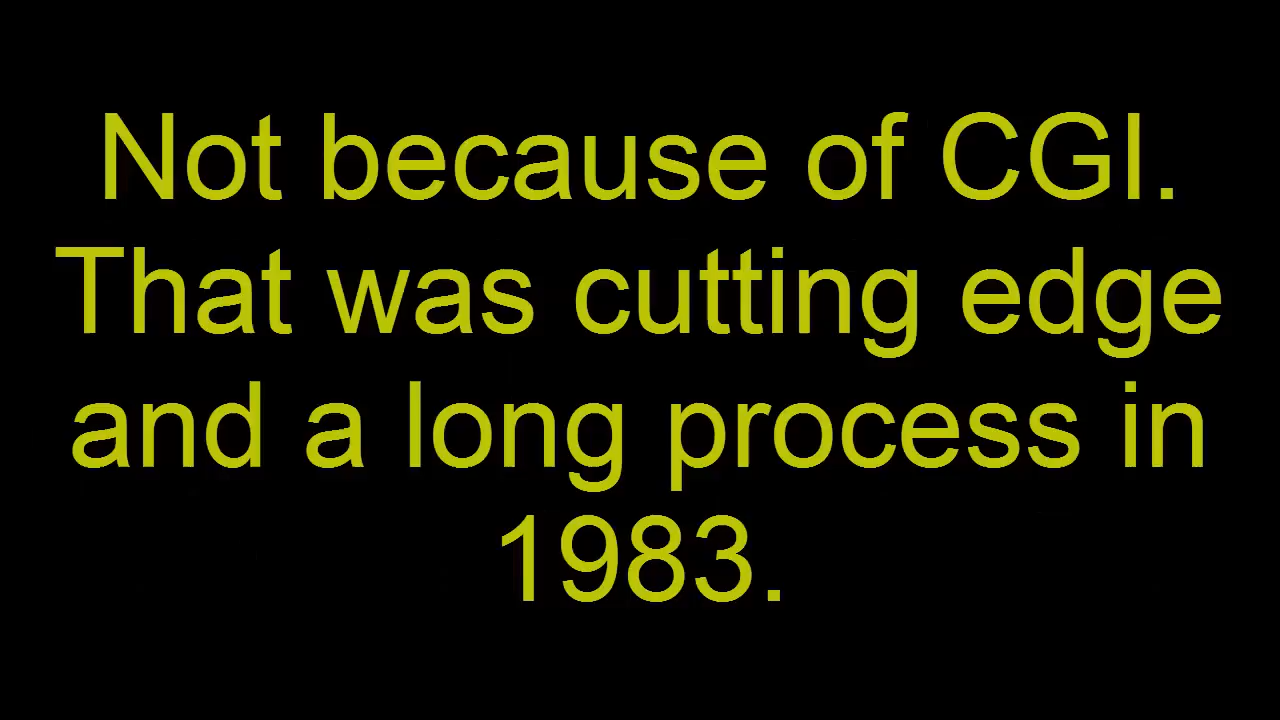 Not because of CGI.
That was cutting edge
and a long process in
1983.